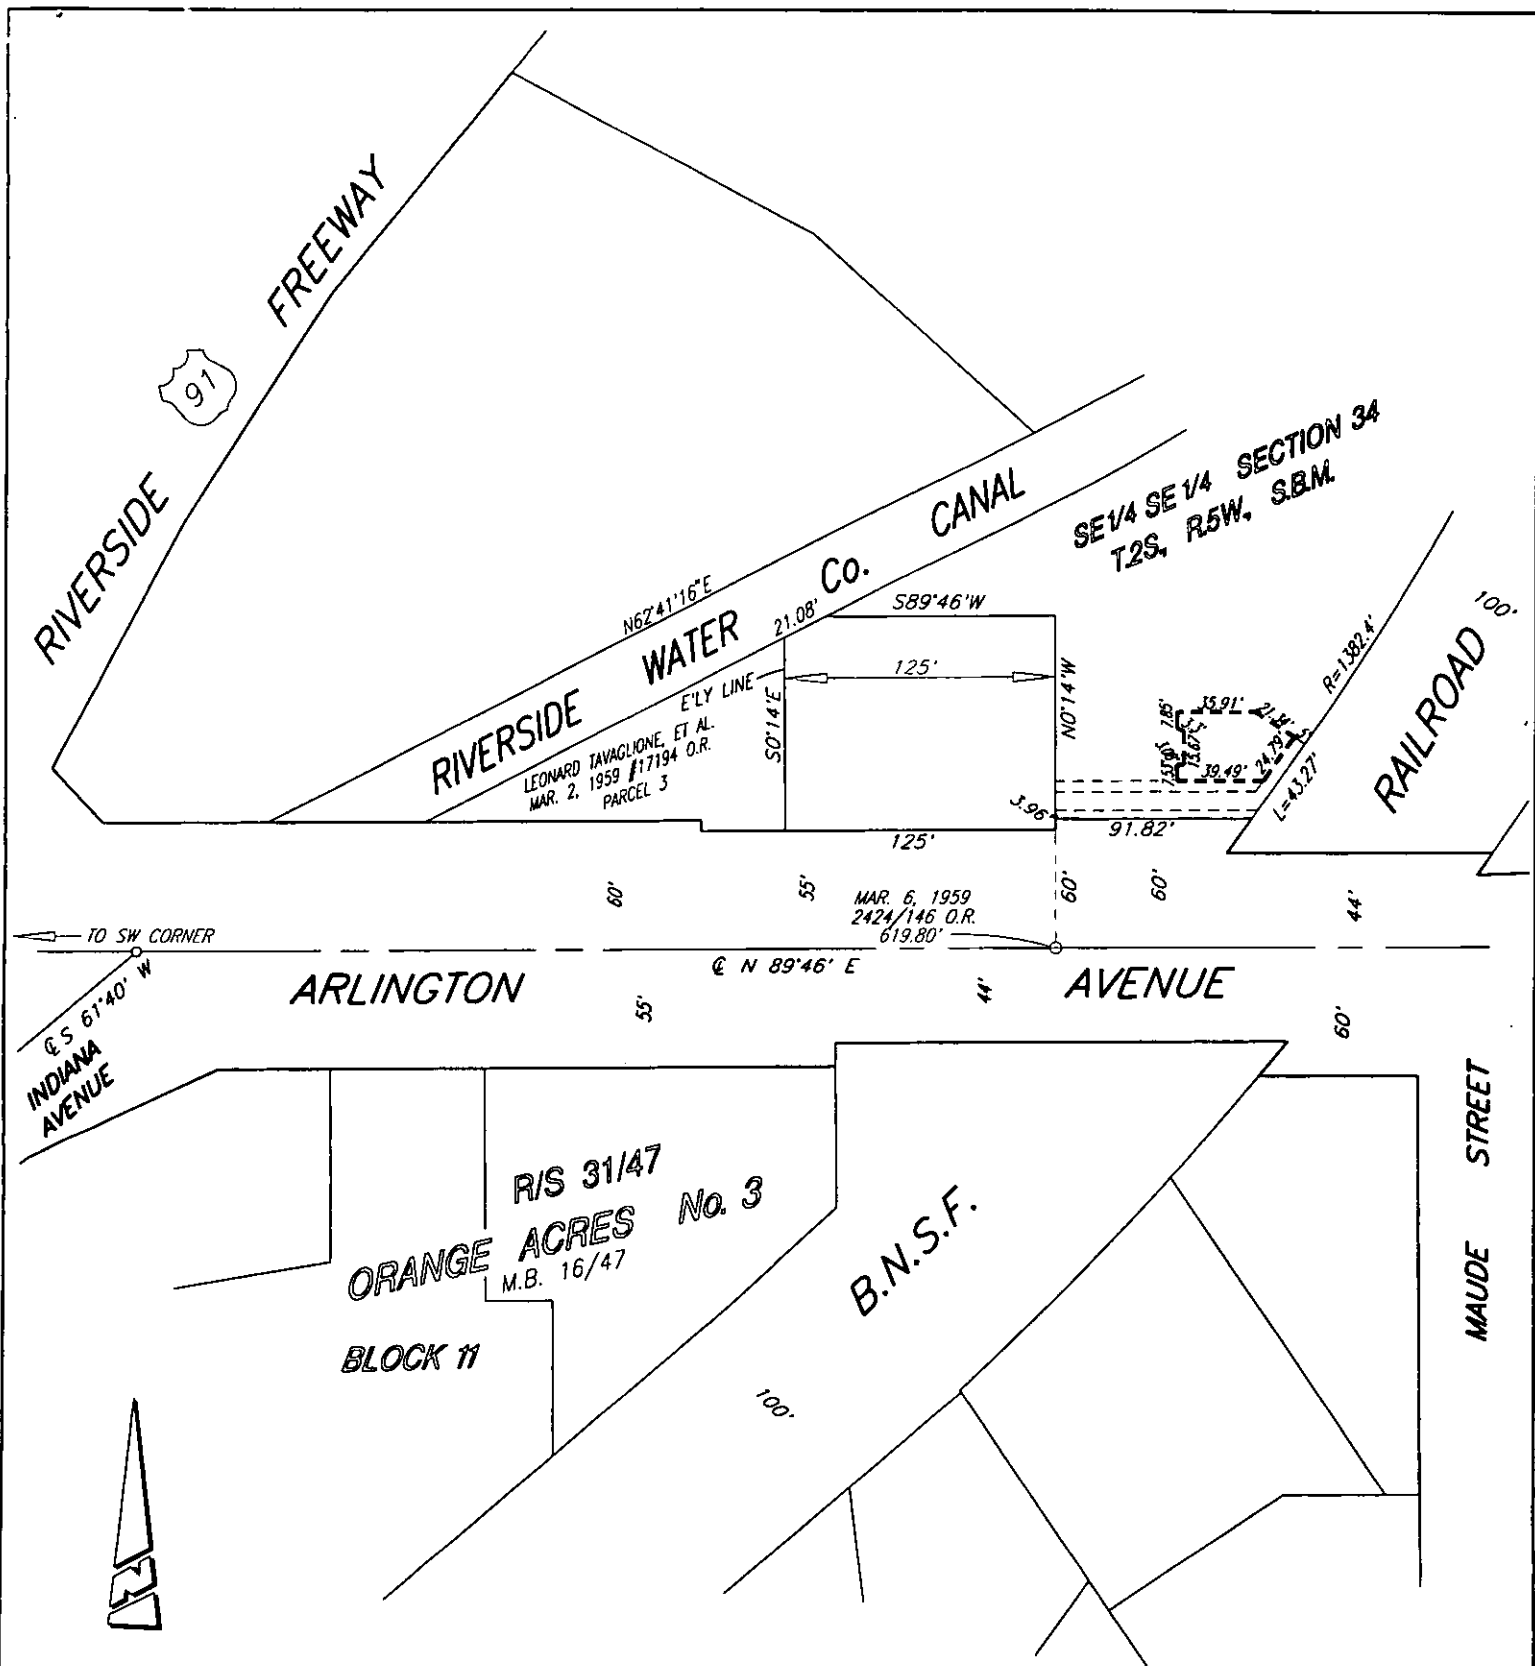 RIVERSIDE FREEWAY
91
RIVERSIDE WATER Co. CANAL
N62°41'16"E
21.08'
SE1/4 SE 1/4 SECTION 34
T.2S., R.5W., S.B.M.
S89°46'W
125'
E'LY LINE
S0°14'E
N0°14'W
LEONARD TAVAGLIONE, ET AL.
MAR. 2, 1959 #17194 O.R.
PARCEL 3
7.85'
35.91'
21.14'
15.67'
39.49'
24.79'
R=1382.4'
L=43.27'
100'
RAILROAD
3.96'
91.82'
125'
60'
55'
60'
60'
44'
MAR. 6, 1959
2424/146 O.R.
619.80'
TO SW CORNER
℄ N 89°46' E
ARLINGTON AVENUE
℄ S 61°40' W
INDIANA
AVENUE
55'
44'
60'
MAUDE STREET
R/S 31/47
ORANGE ACRES No. 3
M.B. 16/47
BLOCK 11
B.N.S.F.
100'
N